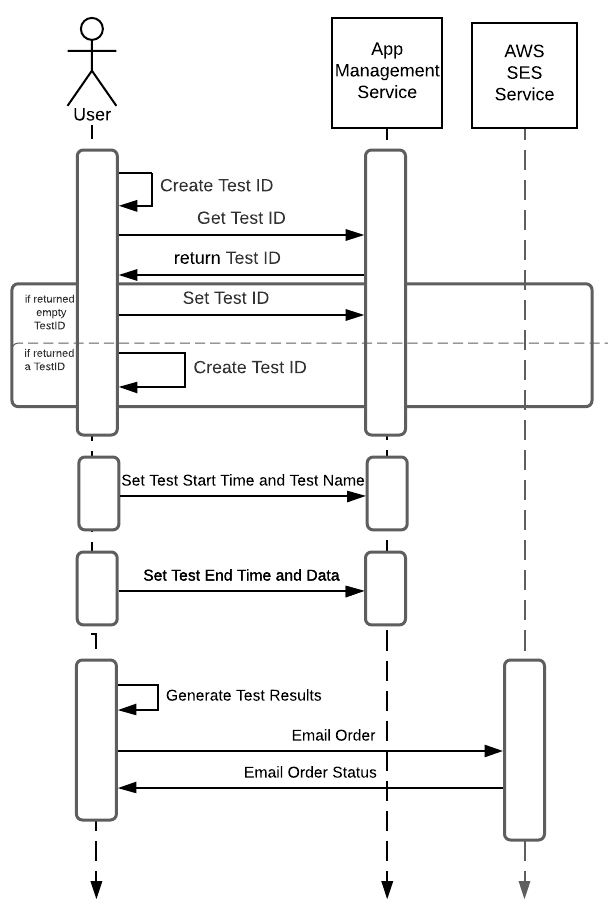 User
App
Management
Service
AWS
SES
Service
Create Test ID
Get Test ID
return Test ID
if returned
empty
TestID
Set Test ID
if returned
a TestID
Create Test ID
Set Test Start Time and Test Name
Set Test End Time and Data
Generate Test Results
Email Order
Email Order Status